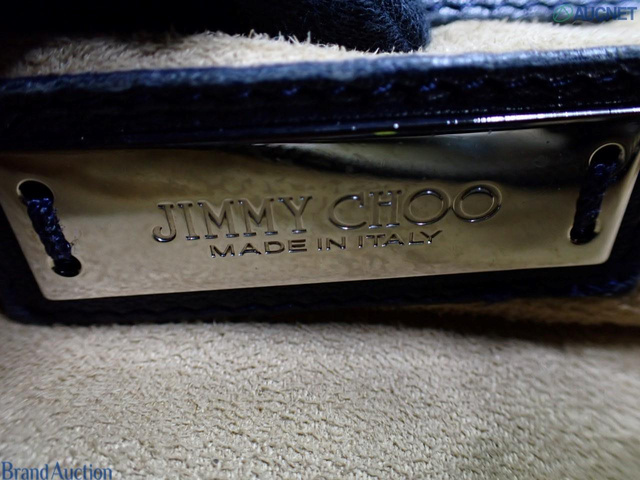 AUCNET
JIMMY CHOO
MADE IN ITALY
Brand Auction